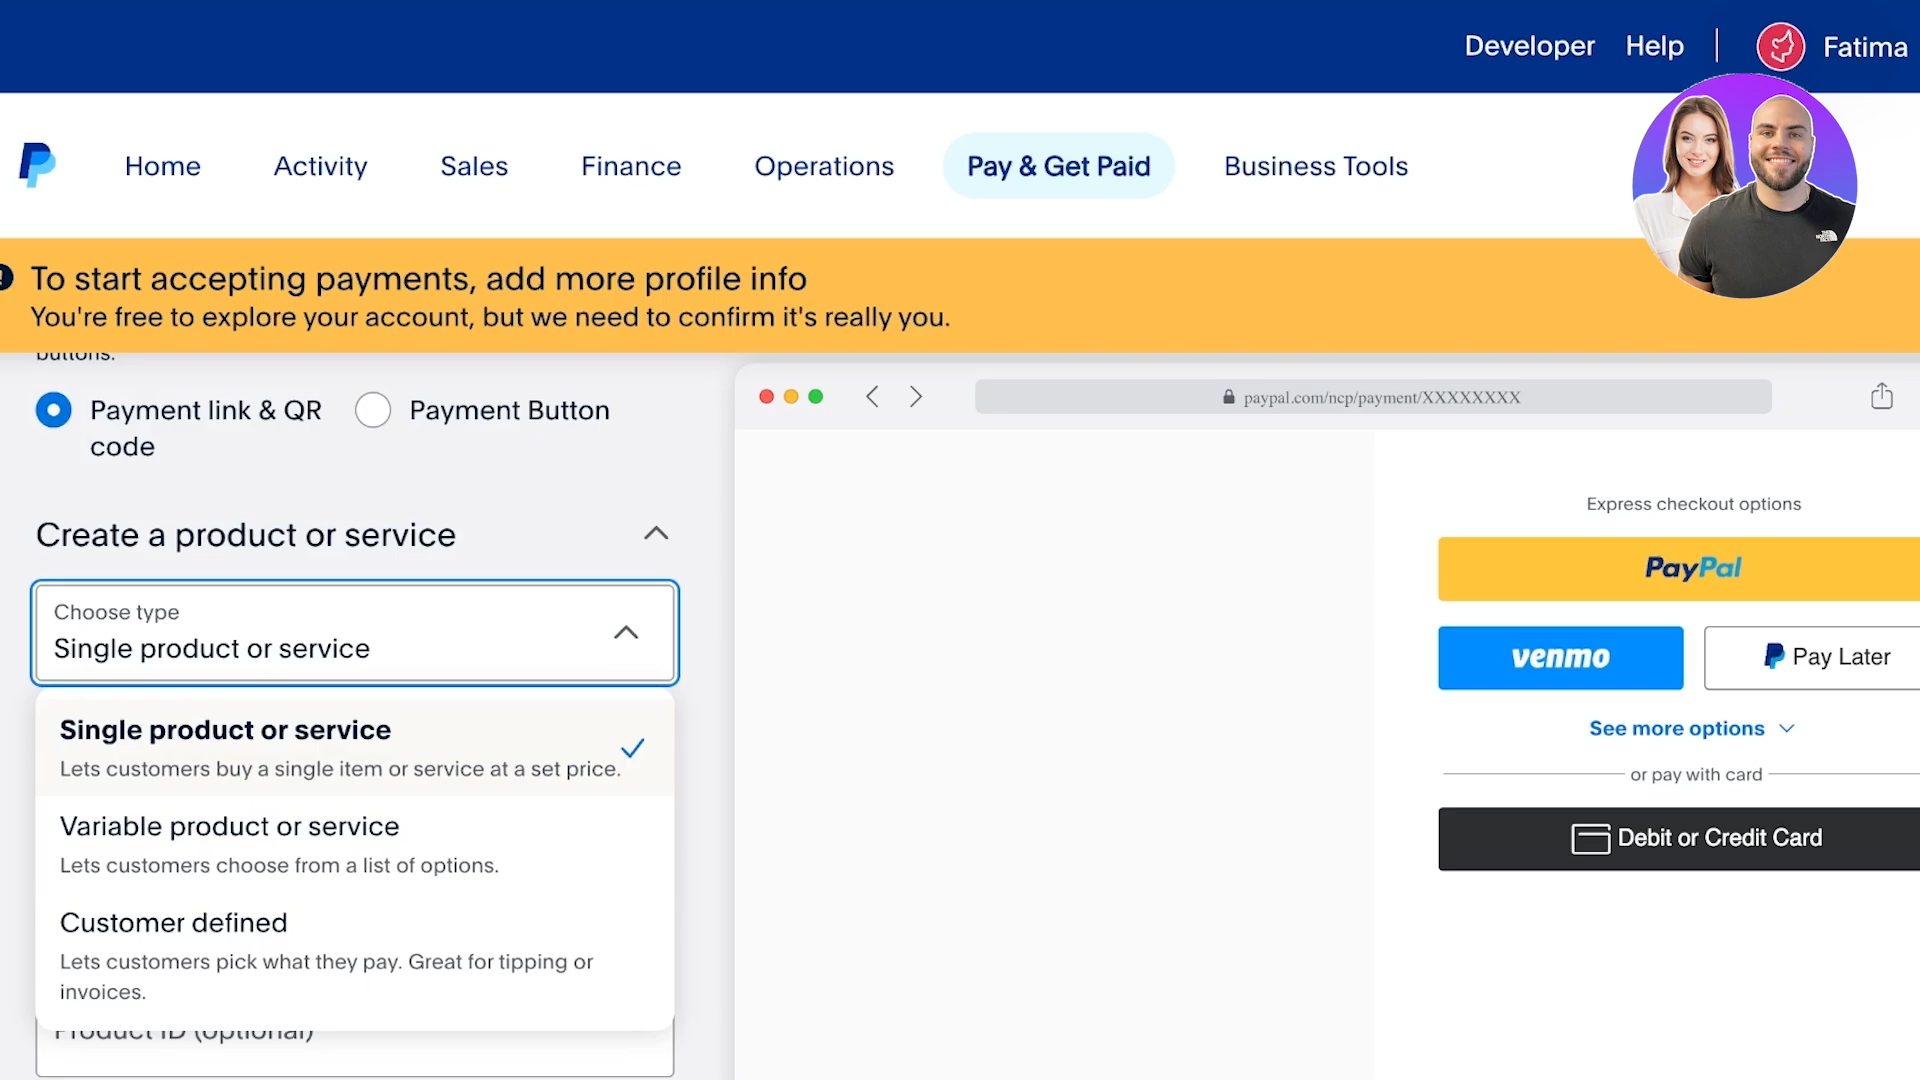 Developer Help Fatima
Home Activity Sales Finance Operations Pay & Get Paid Business Tools
To start accepting payments, add more profile info
You're free to explore your account, but we need to confirm it's really you.
buttons.
Payment link & QR code
Payment Button
Create a product or service
Choose type
Single product or service
Single product or service
Lets customers buy a single item or service at a set price.
Variable product or service
Lets customers choose from a list of options.
Customer defined
Lets customers pick what they pay. Great for tipping or
invoices.
Product ID (optional)
paypal.com/ncp/payment/XXXXXXXX
Express checkout options
PayPal
venmo
Pay Later
See more options
or pay with card
Debit or Credit Card